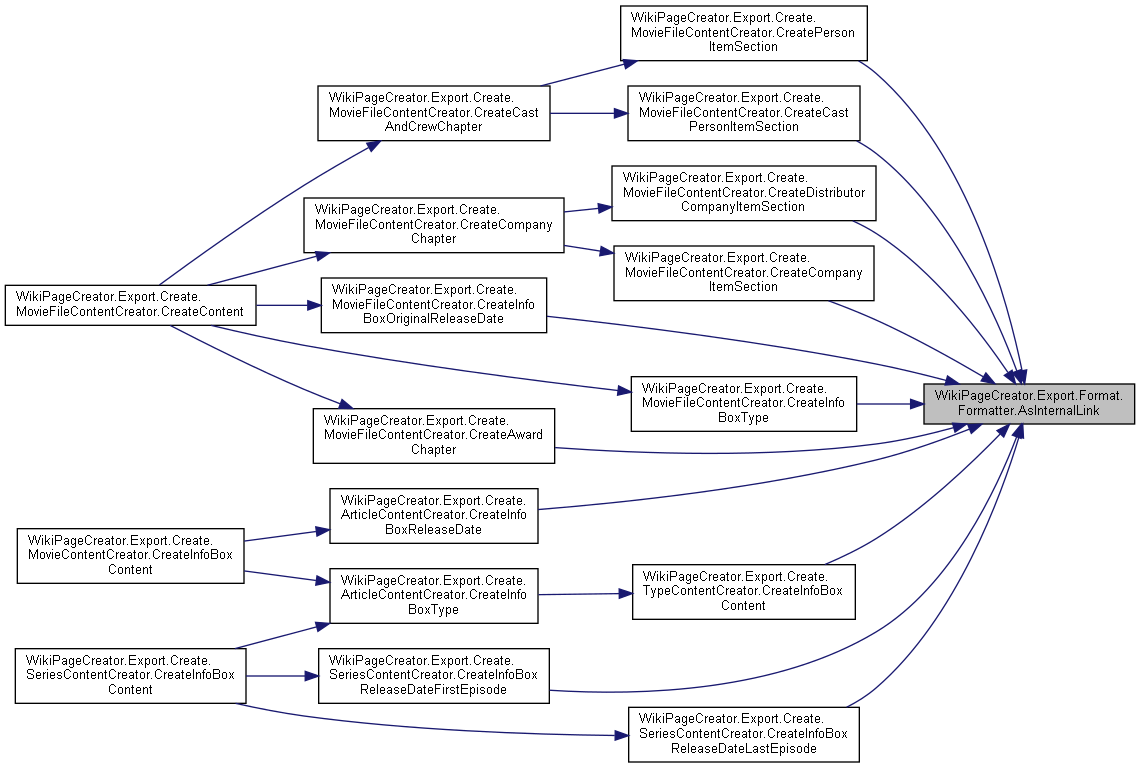 WikiPageCreator.Export.Create.
MovieFileContentCreator.CreatePerson
ItemSection
WikiPageCreator.Export.Create.
MovieFileContentCreator.CreateCast
AndCrewChapter
WikiPageCreator.Export.Create.
MovieFileContentCreator.CreateCast
PersonItemSection
WikiPageCreator.Export.Create.
MovieFileContentCreator.CreateDistributor
CompanyItemSection
WikiPageCreator.Export.Create.
MovieFileContentCreator.CreateCompany
Chapter
WikiPageCreator.Export.Create.
MovieFileContentCreator.CreateCompany
ItemSection
WikiPageCreator.Export.Create.
MovieFileContentCreator.CreateContent
WikiPageCreator.Export.Create.
MovieFileContentCreator.CreateInfo
BoxOriginalReleaseDate
WikiPageCreator.Export.Create.
MovieFileContentCreator.CreateInfo
BoxType
WikiPageCreator.Export.Format.
Formatter.AsInternalLink
WikiPageCreator.Export.Create.
MovieFileContentCreator.CreateAward
Chapter
WikiPageCreator.Export.Create.
ArticleContentCreator.CreateInfo
BoxReleaseDate
WikiPageCreator.Export.Create.
MovieContentCreator.CreateInfoBox
Content
WikiPageCreator.Export.Create.
ArticleContentCreator.CreateInfo
BoxType
WikiPageCreator.Export.Create.
TypeContentCreator.CreateInfoBox
Content
WikiPageCreator.Export.Create.
SeriesContentCreator.CreateInfoBox
Content
WikiPageCreator.Export.Create.
SeriesContentCreator.CreateInfoBox
ReleaseDateFirstEpisode
WikiPageCreator.Export.Create.
SeriesContentCreator.CreateInfoBox
ReleaseDateLastEpisode